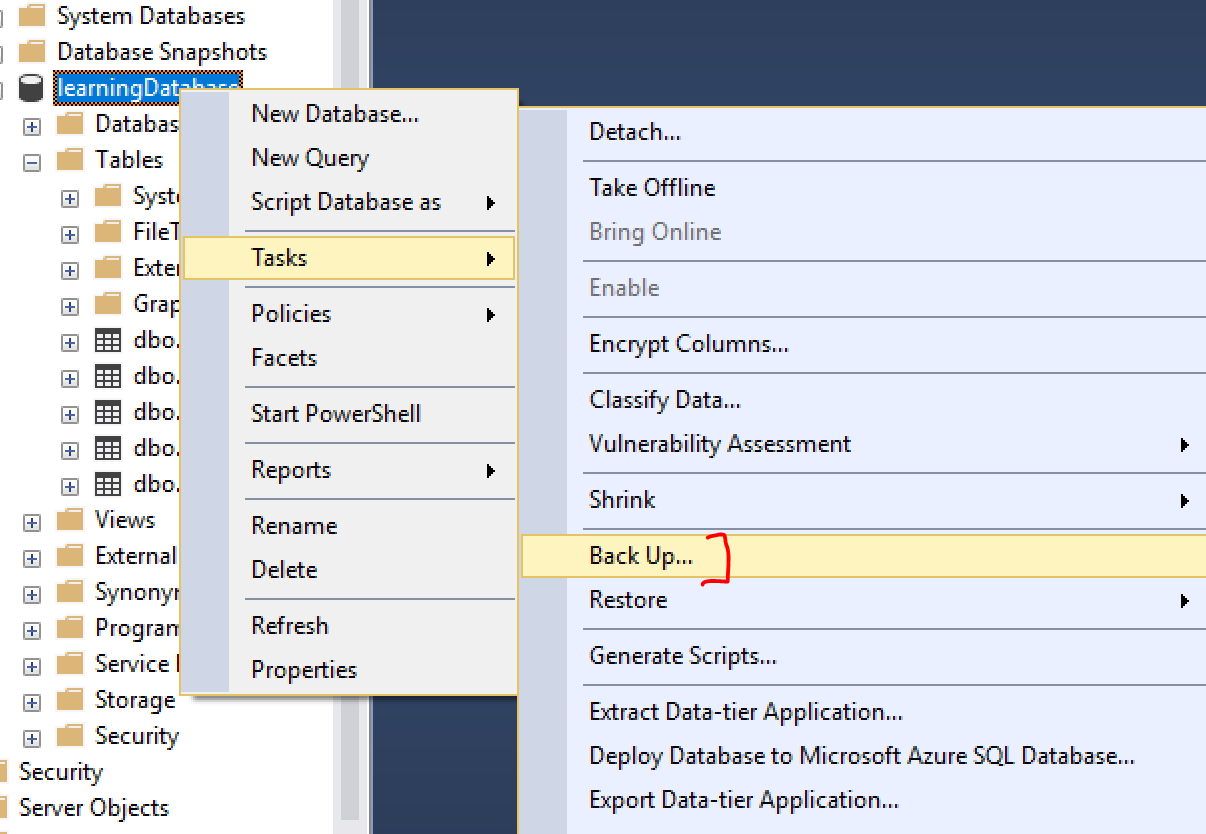 System Databases
Database Snapshots
learningDatabase
Databas
Tables
Syste
FileT
Exter
Grap
dbo.
dbo.
dbo.
dbo.
dbo.
Views
External
Synonyr
Program
Service
Storage
Security
Security
Server Objects
New Database...
New Query
Script Database as
Tasks
Policies
Facets
Start PowerShell
Reports
Rename
Delete
Refresh
Properties
Detach...
Take Offline
Bring Online
Enable
Encrypt Columns...
Classify Data...
Vulnerability Assessment
Shrink
Back Up...
Restore
Generate Scripts...
Extract Data-tier Application...
Deploy Database to Microsoft Azure SQL Database...
Export Data-tier Application...